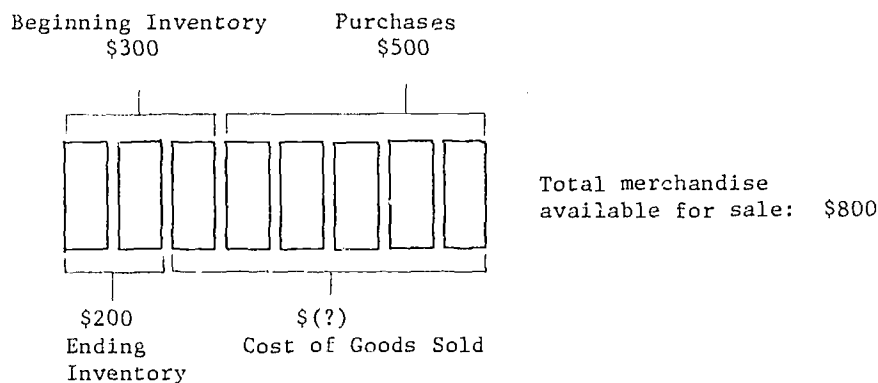 Beginning Inventory
$300
Purchases
$500
Total merchandise
available for sale: $800
$200
Ending
Inventory
$(?)
Cost of Goods Sold